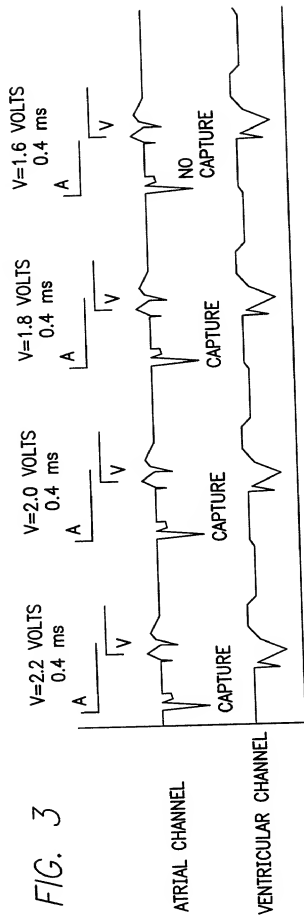 FIG. 3
V=2.2 VOLTS
0.4 ms
V=2.0 VOLTS
0.4 ms
V=1.8 VOLTS
0.4 ms
V=1.6 VOLTS
0.4 ms
A
V
A
V
A
V
A
V
ATRIAL CHANNEL
CAPTURE
CAPTURE
CAPTURE
NO
CAPTURE
VENTRICULAR CHANNEL